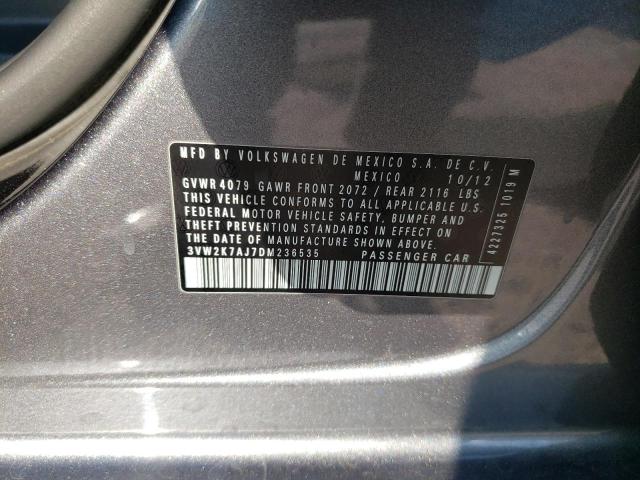 MFD BY VOLKSWAGEN DE MEXICO S.A. DE C.V.
MEXICO 10/12
GVWR 4079 GAWR FRONT 2072 / REAR 2116 LBS
THIS VEHICLE CONFORMS TO ALL APPLICABLE
FEDERAL MOTOR VEHICLE SAFETY, BUMPER AND
THEFT PREVENTION STANDARDS IN EFFECT ON
THE DATE OF MANUFACTURE SHOWN ABOVE.
3VW2K7AJ7DM236535 PASSENGER CAR
4227325 1019 M